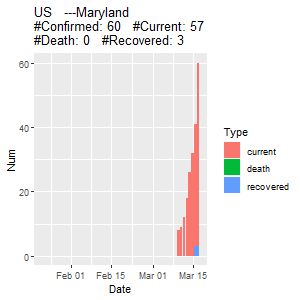 US   ---Maryland
#Confirmed: 60   #Current: 57
#Death: 0   #Recovered: 3
60
40
20
0
Num
Feb 01
Feb 15
Mar 01
Mar 15
Date
Type
current
death
recovered